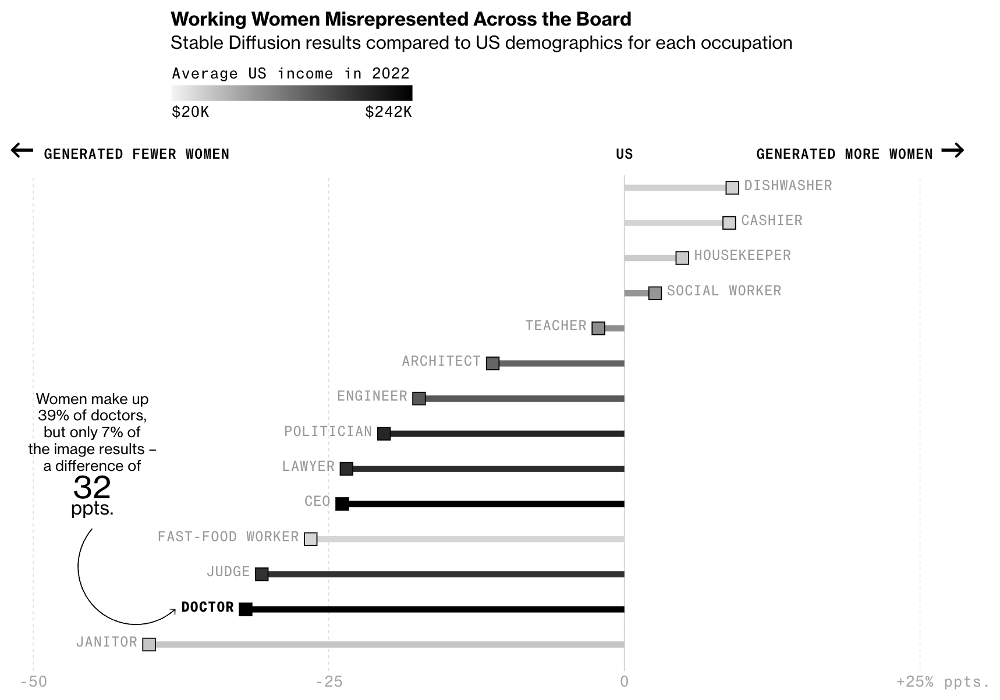 Working Women Misrepresented Across the Board
Stable Diffusion results compared to US demographics for each occupation
Average US income in 2022
$20K $242K
← GENERATED FEWER WOMEN US GENERATED MORE WOMEN →
DISHWASHER
CASHIER
HOUSEKEEPER
SOCIAL WORKER
TEACHER
ARCHITECT
ENGINEER
POLITICIAN
LAWYER
CEO
FAST-FOOD WORKER
JUDGE
DOCTOR
JANITOR
Women make up
39% of doctors,
but only 7% of
the image results –
a difference of
32
ppts.
-50 -25 0 +25% ppts.